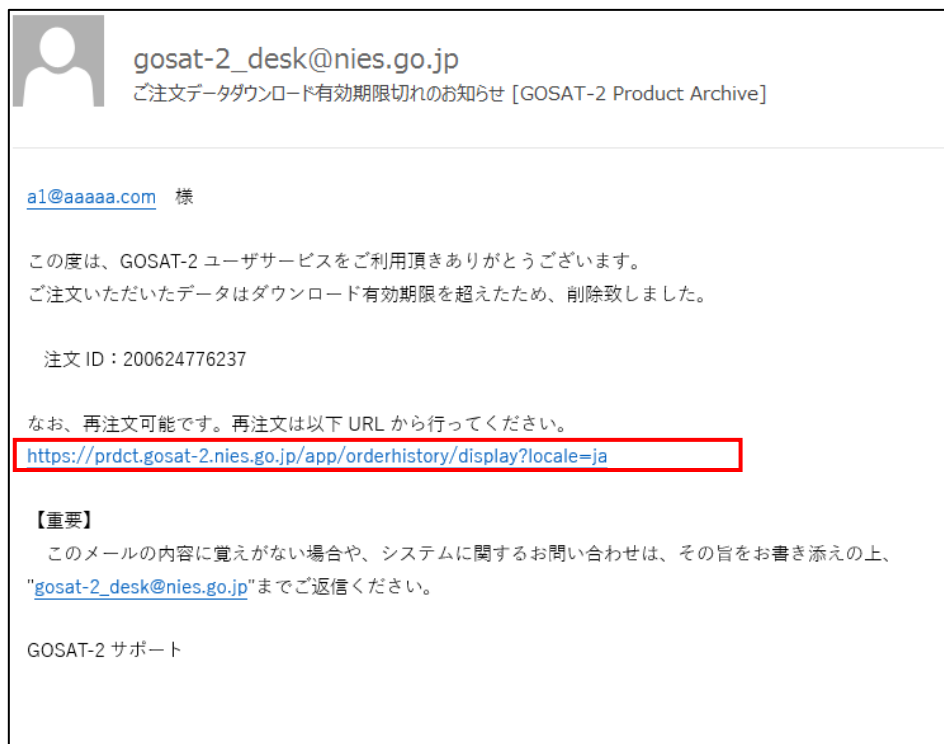 gosat-2_desk@nies.go.jp
ご注文データダウンロード有効期限切れのお知らせ [GOSAT-2 Product Archive]
a1@aaaaa.com　様
この度は、GOSAT-2 ユーザサービスをご利用頂きありがとうございます。
ご注文いただいたデータはダウンロード有効期限を超えたため、削除致しました。
注文 ID：200624776237
なお、再注文可能です。再注文は以下 URL から行ってください。
https://prdct.gosat-2.nies.go.jp/app/orderhistory/display?locale=ja
【重要】
このメールの内容に覚えがない場合や、システムに関するお問い合わせは、その旨をお書き添えの上、
"gosat-2_desk@nies.go.jp"までご返信ください。
GOSAT-2 サポート